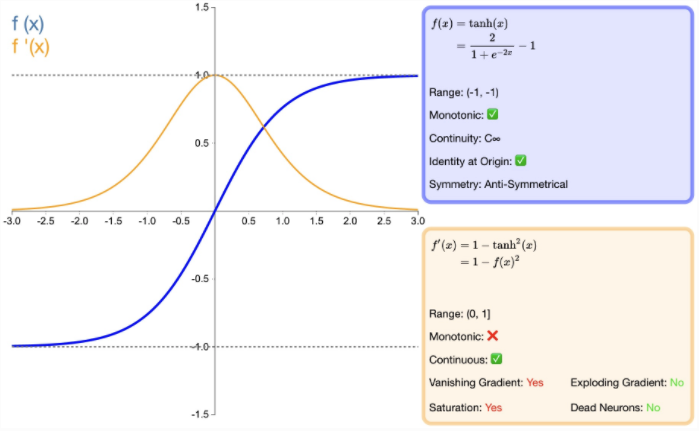 f (x)
f '(x)
1.5
1.0
0.5
-3.0 -2.5 -2.0 -1.5 -1.0 -0.5 0.5 1.0 1.5 2.0 2.5 3.0
-0.5
-1.0
-1.5
f(x) = tanh(x)
= 2 / (1 + e^{-2x}) − 1
Range: (-1, -1)
Monotonic: ✅
Continuity: C∞
Identity at Origin: ✅
Symmetry: Anti-Symmetrical
f′(x) = 1 − tanh²(x)
= 1 − f(x)²
Range: (0, 1]
Monotonic: ❌
Continuous: ✅
Vanishing Gradient: Yes Exploding Gradient: No
Saturation: Yes Dead Neurons: No